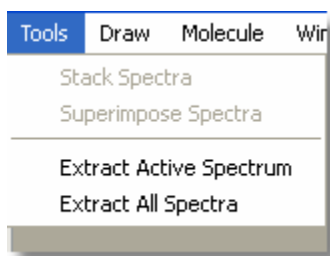 Tools Draw Molecule
Stack Spectra
Superimpose Spectra
Extract Active Spectrum
Extract All Spectra